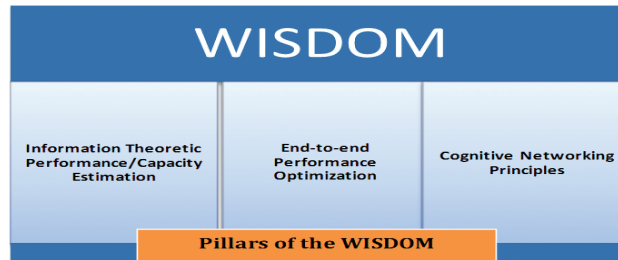 WISDOM
Information Theoretic
Performance/Capacity
Estimation
End-to-end
Performance
Optimization
Cognitive Networking
Principles
Pillars of the WISDOM